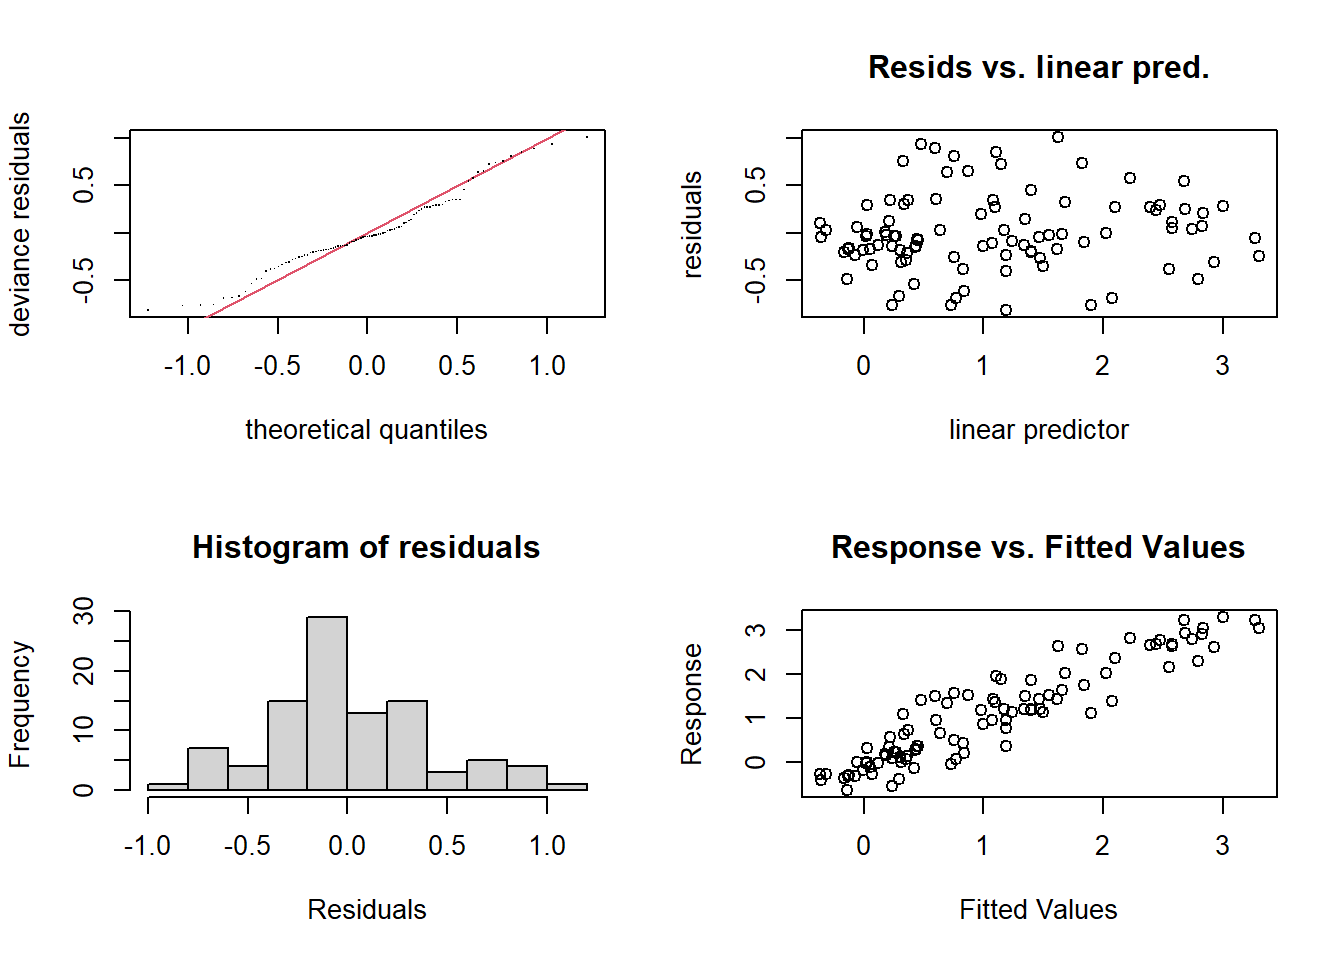 deviance residuals
0.5
-0.5
-1.0 -0.5 0.0 0.5 1.0
theoretical quantiles
Resids vs. linear pred.
residuals
0.5
-0.5
0 1 2 3
linear predictor
Histogram of residuals
Frequency
30
20
10
0
-1.0 -0.5 0.0 0.5 1.0
Residuals
Response vs. Fitted Values
Response
3
2
1
0
0 1 2 3
Fitted Values